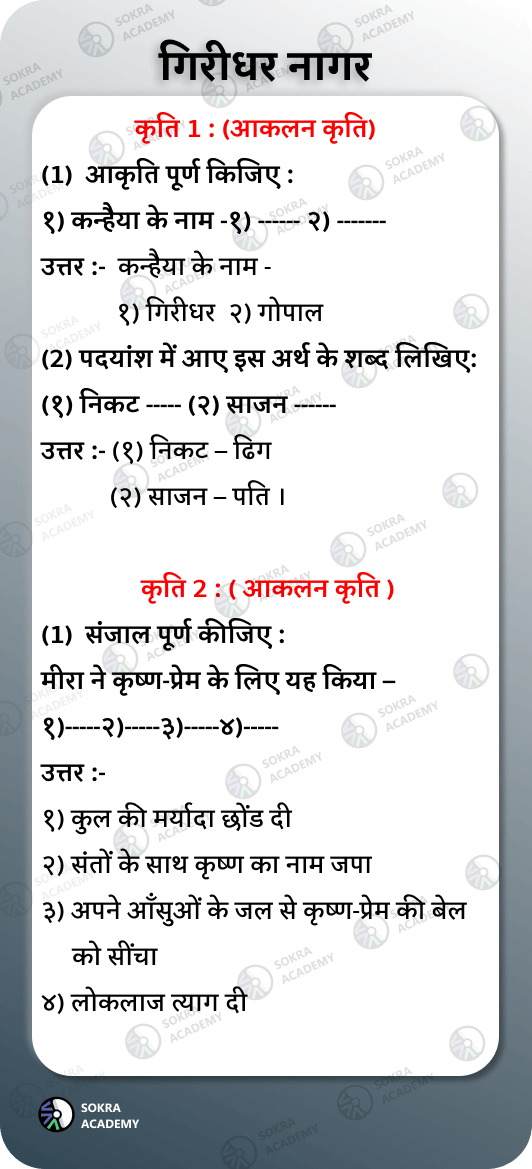 गिरीधर नागर
कृति 1 : (आकलन कृति)
(1) आकृति पूर्ण किजिए :
१) कन्हैया के नाम -१) ------ २) -------
उत्तर :- कन्हैया के नाम -
१) गिरीधर २) गोपाल
(2) पदयांश में आए इस अर्थ के शब्द लिखिए:
(१) निकट ----- (२) साजन ------
उत्तर :- (१) निकट – ढिग
(२) साजन – पति ।
कृति 2 : ( आकलन कृति )
(1) संजाल पूर्ण कीजिए :
मीरा ने कृष्ण-प्रेम के लिए यह किया –
१)-----२)-----३)-----४)-----
उत्तर :-
१) कुल की मर्यादा छोंड दी
२) संतों के साथ कृष्ण का नाम जपा
३) अपने आँसुओं के जल से कृष्ण-प्रेम की बेल
को सींचा
४) लोकलाज त्याग दी
SOKRA
ACADEMY